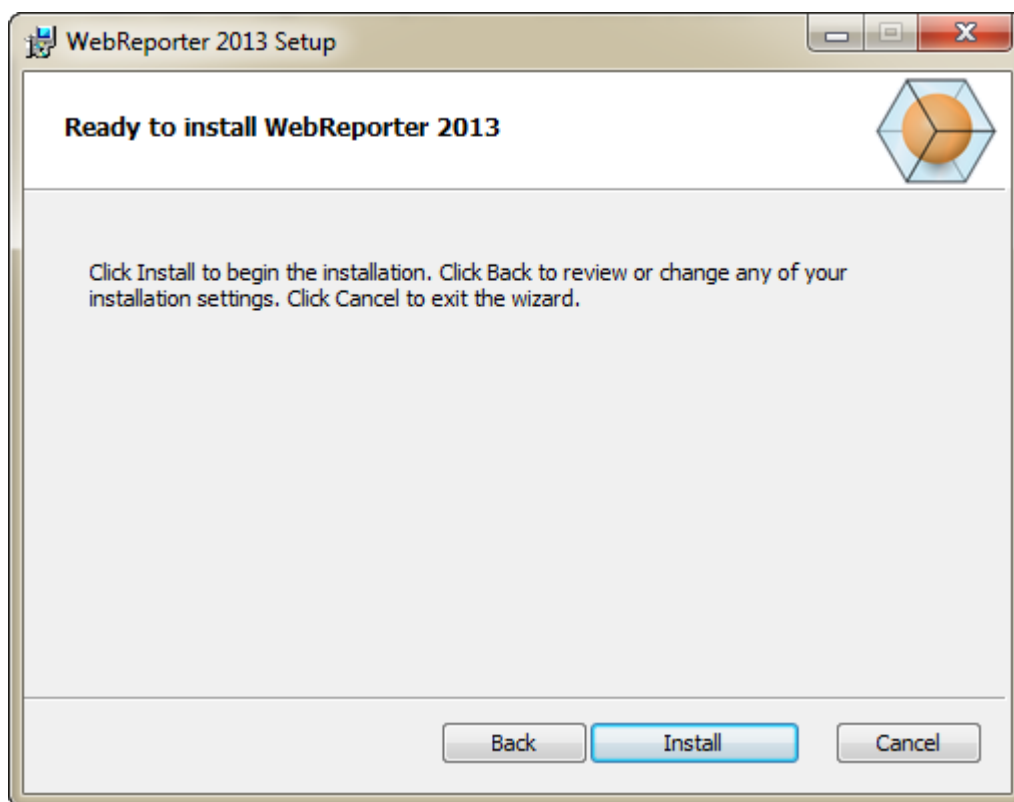 WebReporter 2013 Setup
Ready to install WebReporter 2013
Click Install to begin the installation. Click Back to review or change any of your
installation settings. Click Cancel to exit the wizard.
Back Install Cancel